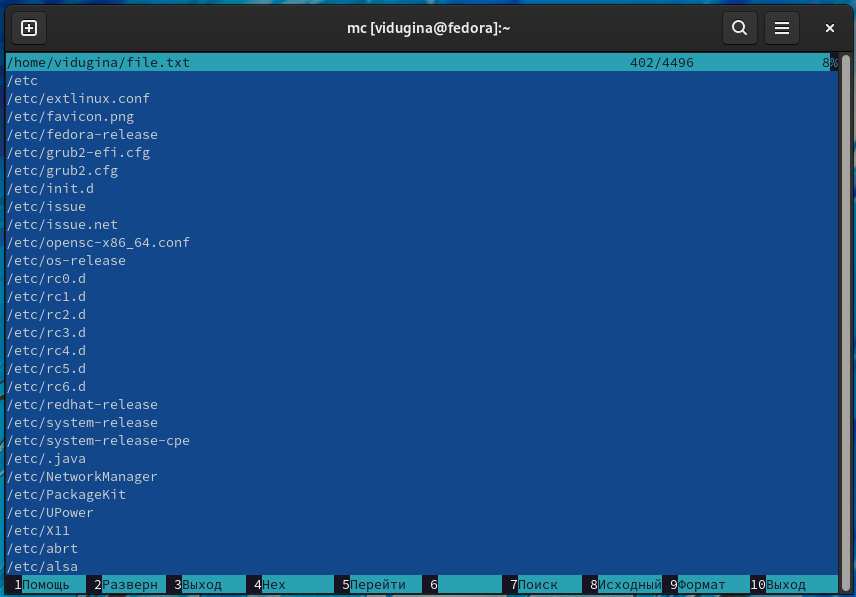 mc [vidugina@fedora]:~
/home/vidugina/file.txt 402/4496 8%
/etc
/etc/extlinux.conf
/etc/favicon.png
/etc/fedora-release
/etc/grub2-efi.cfg
/etc/grub2.cfg
/etc/init.d
/etc/issue
/etc/issue.net
/etc/opensc-x86_64.conf
/etc/os-release
/etc/rc0.d
/etc/rc1.d
/etc/rc2.d
/etc/rc3.d
/etc/rc4.d
/etc/rc5.d
/etc/rc6.d
/etc/redhat-release
/etc/system-release
/etc/system-release-cpe
/etc/.java
/etc/NetworkManager
/etc/PackageKit
/etc/UPower
/etc/X11
/etc/abrt
/etc/alsa
1Помощь 2Разверн 3Выход 4Hex 5Перейти 6 7Поиск 8Исходный 9Формат 10Выход